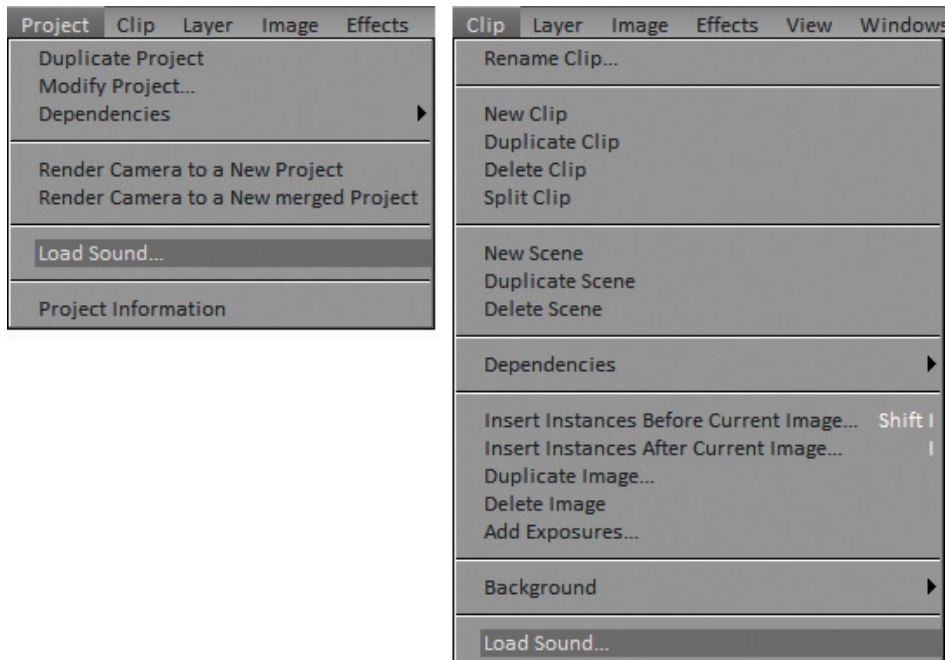 Project Clip Layer Image Effects
Duplicate Project
Modify Project...
Dependencies
Render Camera to a New Project
Render Camera to a New merged Project
Load Sound...
Project Information
Clip Layer Image Effects View Windows
Rename Clip...
New Clip
Duplicate Clip
Delete Clip
Split Clip
New Scene
Duplicate Scene
Delete Scene
Dependencies
Insert Instances Before Current Image... Shift I
Insert Instances After Current Image... I
Duplicate Image...
Delete Image
Add Exposures...
Background
Load Sound...